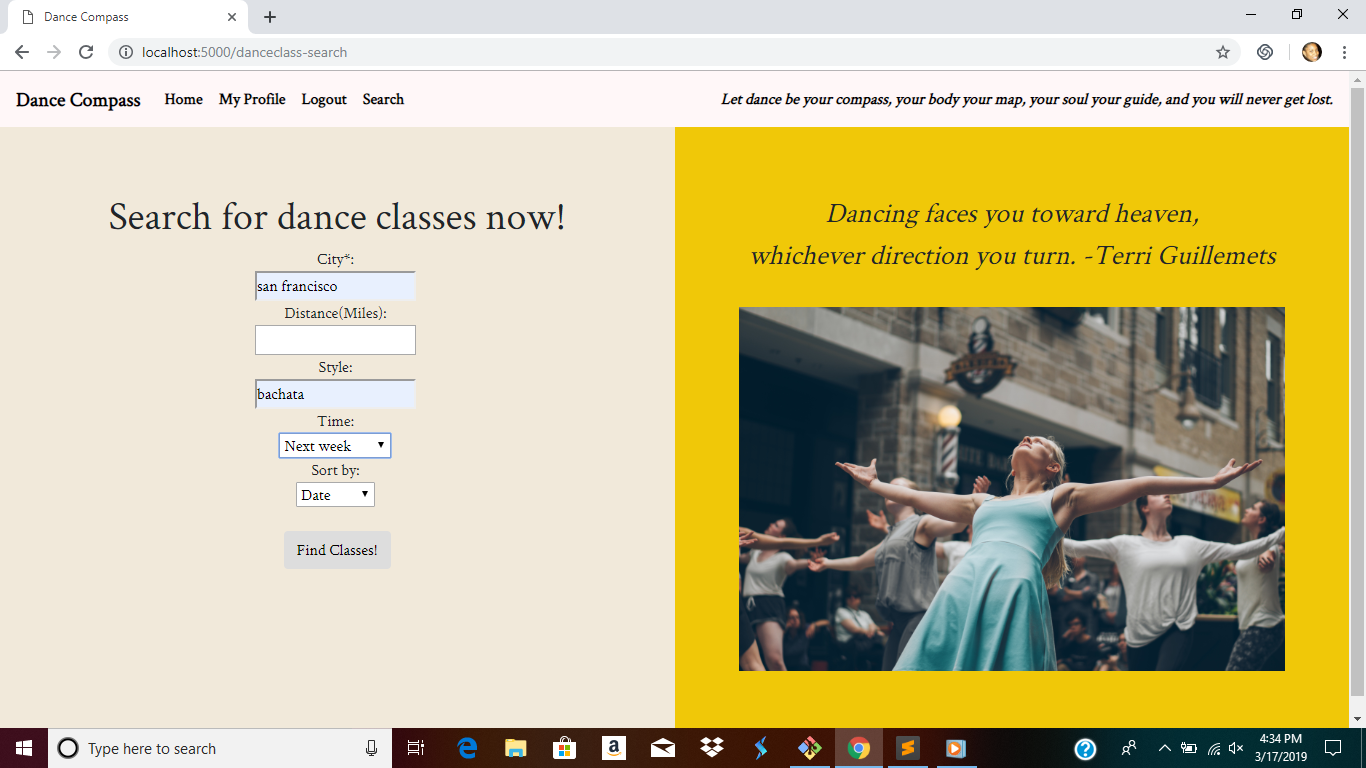 Dance Compass
localhost:5000/danceclass-search
Dance Compass Home My Profile Logout Search Let dance be your compass, your body your map, your soul your guide, and you will never get lost.
Search for dance classes now!
City*:
san francisco
Distance(Miles):
Style:
bachata
Time:
Next week
Sort by:
Date
Find Classes!
Dancing faces you toward heaven,
whichever direction you turn. -Terri Guillemets
Type here to search
4:34 PM
3/17/2019